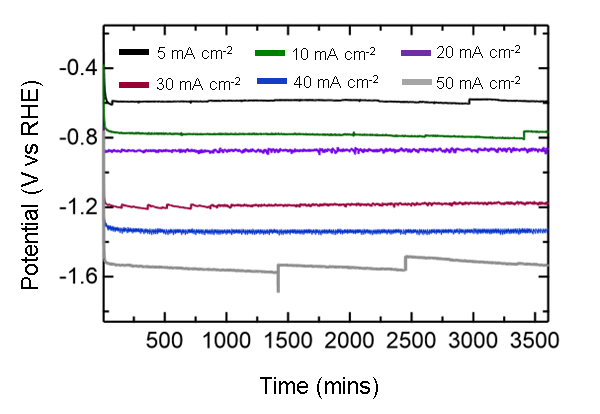 5 mA cm-2 10 mA cm-2 20 mA cm-2
30 mA cm-2 40 mA cm-2 50 mA cm-2
Potential (V vs RHE)
-0.4
-0.8
-1.2
-1.6
500 1000 1500 2000 2500 3000 3500
Time (mins)